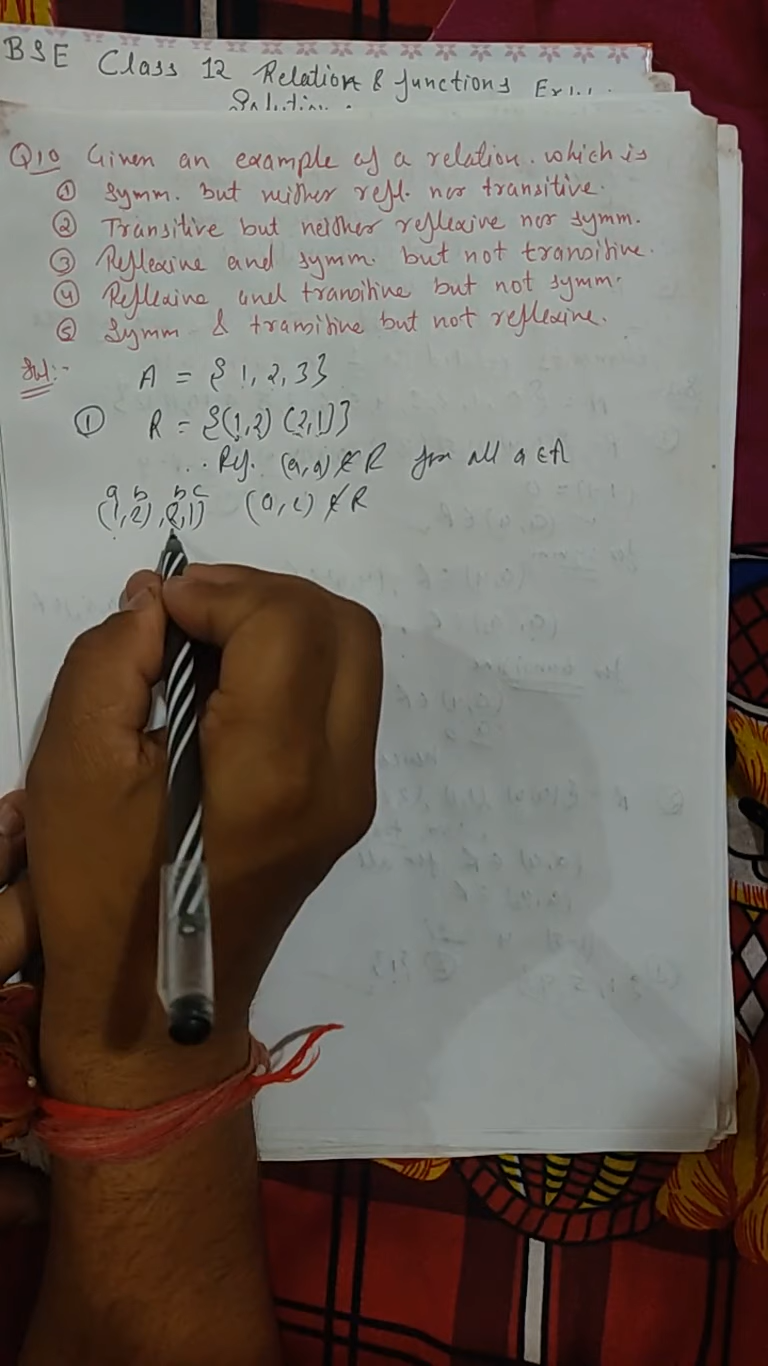 BSE Class 12 Relation & functions Ex1.1
Solution.
Q10 Given an example of a relation. which is
① Symm. but neither refl. nor transitive.
② Transitive but neither reflexive nor symm.
③ Reflexive and symm. but not transitive.
④ Reflexive and transitive but not symm.
⑤ Symm & transitive but not reflexive.
Sol:- A = {1, 2, 3}
① R = {(1,2) (2,1)}
... Ref. (a, a) ∉ R for all a ∈ A
a b b c
(1,2), (2,1) (a, c) ∉ R